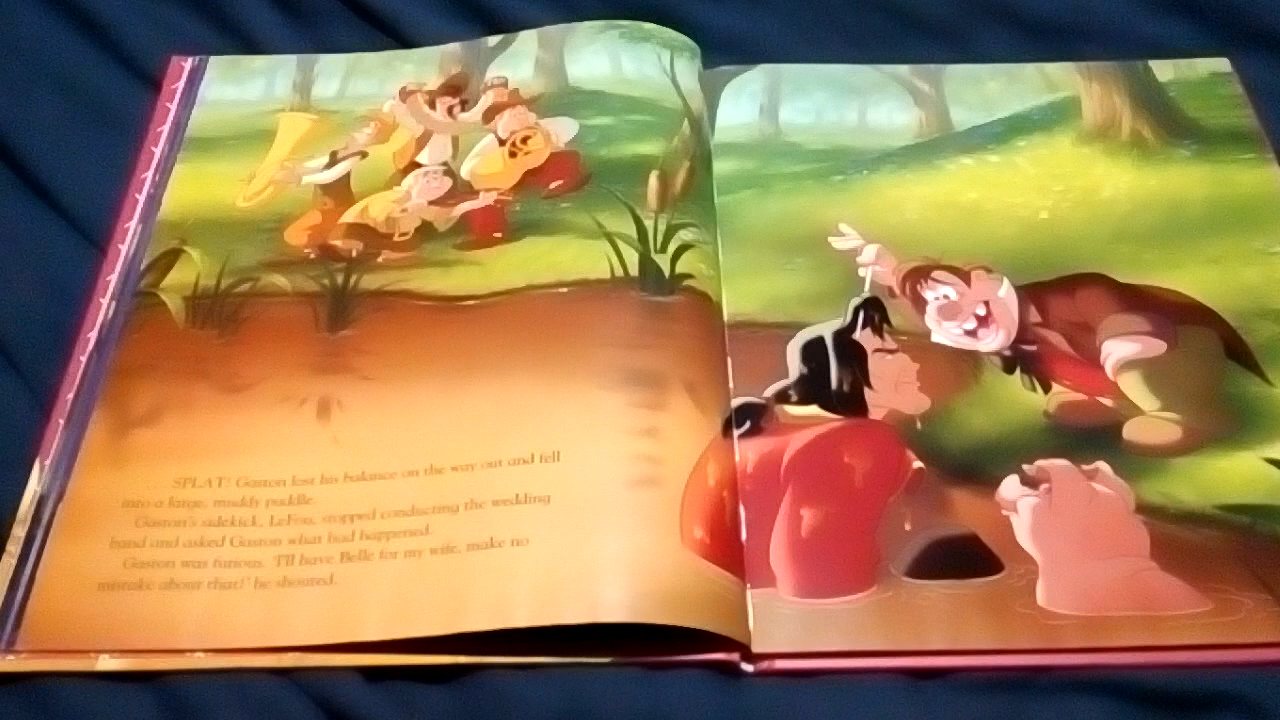 SPLAT! Gaston lost his balance on the way out and fell
into a large, muddy puddle.
Gaston's sidekick, LeFou, stopped conducting the wedding
band and asked Gaston what had happened.
Gaston was furious. 'I'll have Belle for my wife, make no
mistake about that!' he shouted.